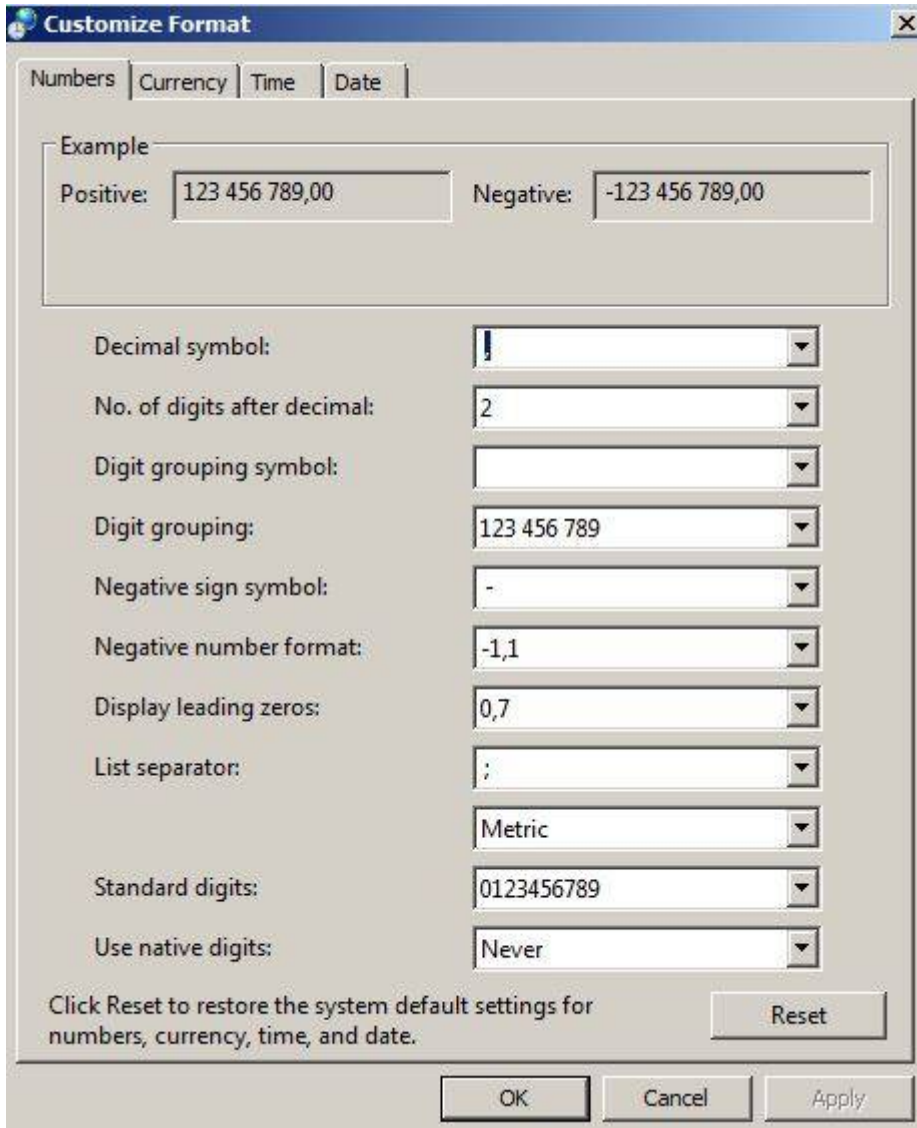 Customize Format
Numbers Currency Time Date
Example
Positive: 123 456 789,00 Negative: -123 456 789,00
Decimal symbol: ,
No. of digits after decimal: 2
Digit grouping symbol:
Digit grouping: 123 456 789
Negative sign symbol: -
Negative number format: -1,1
Display leading zeros: 0,7
List separator: ;
Metric
Standard digits: 0123456789
Use native digits: Never
Click Reset to restore the system default settings for
numbers, currency, time, and date.
Reset
OK Cancel Apply